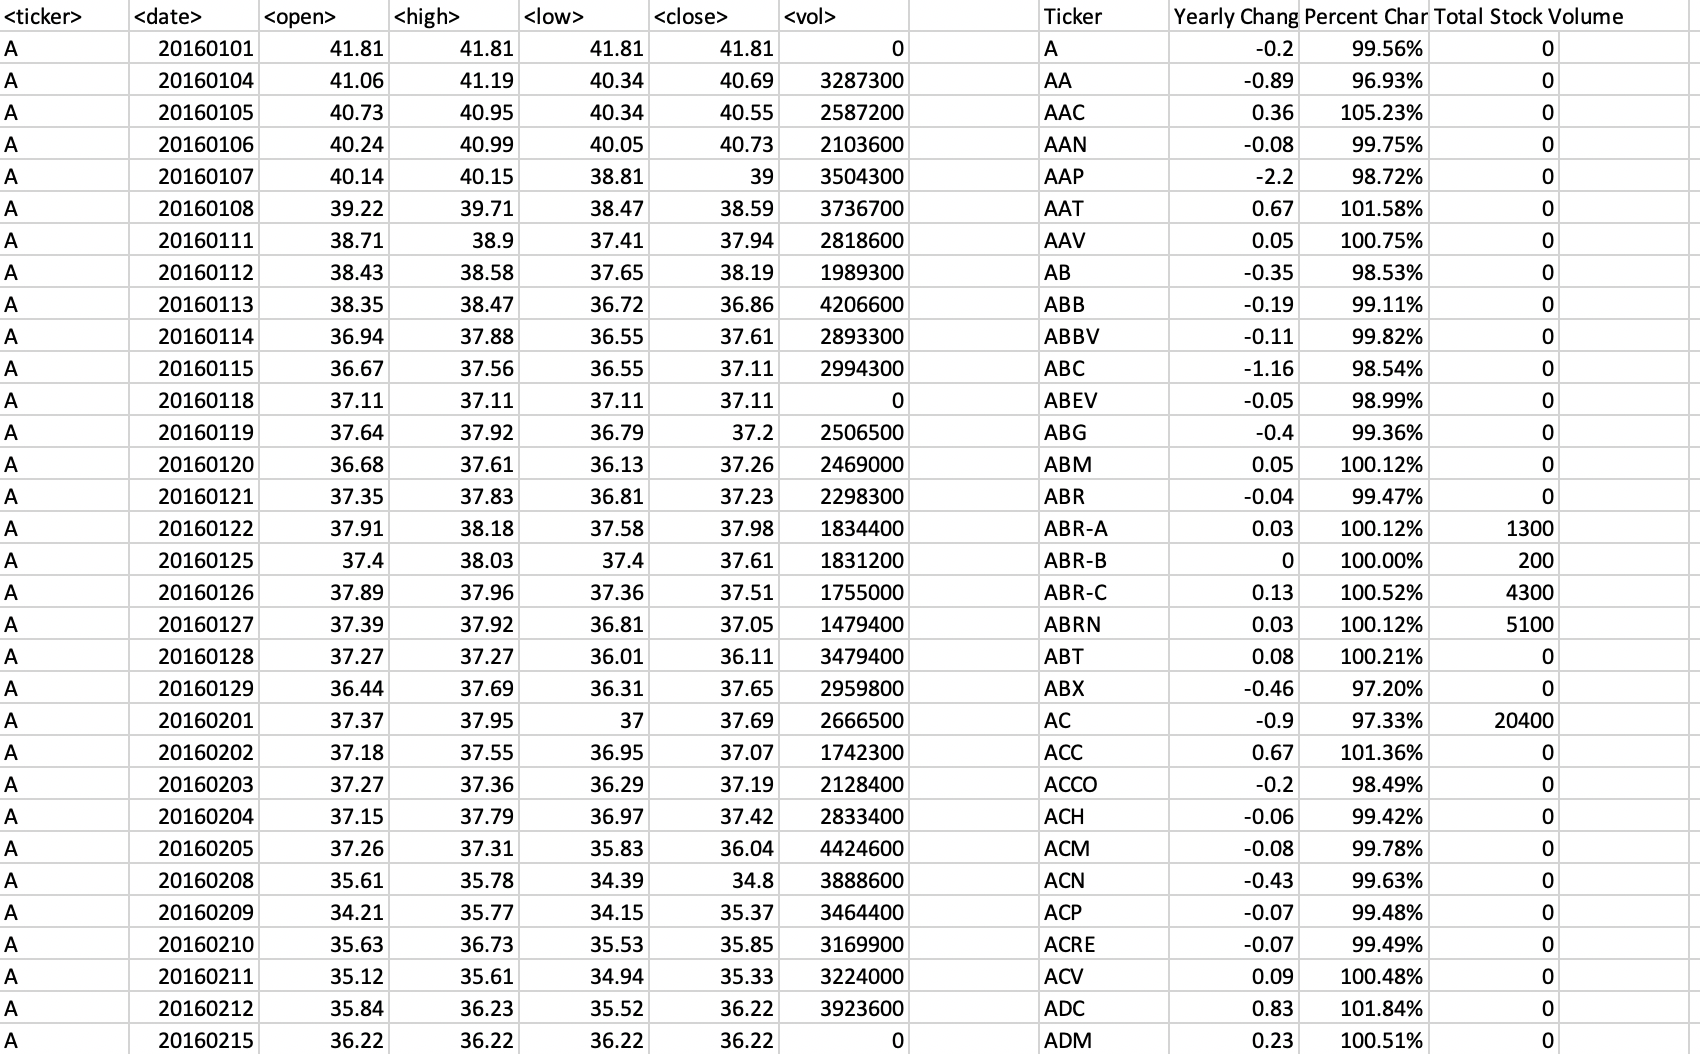 <ticker> <date> <open> <high> <low> <close> <vol> Ticker Yearly Chang Percent Char Total Stock Volume
A 20160101 41.81 41.81 41.81 41.81 0 A -0.2 99.56% 0
A 20160104 41.06 41.19 40.34 40.69 3287300 AA -0.89 96.93% 0
A 20160105 40.73 40.95 40.34 40.55 2587200 AAC 0.36 105.23% 0
A 20160106 40.24 40.99 40.05 40.73 2103600 AAN -0.08 99.75% 0
A 20160107 40.14 40.15 38.81 39 3504300 AAP -2.2 98.72% 0
A 20160108 39.22 39.71 38.47 38.59 3736700 AAT 0.67 101.58% 0
A 20160111 38.71 38.9 37.41 37.94 2818600 AAV 0.05 100.75% 0
A 20160112 38.43 38.58 37.65 38.19 1989300 AB -0.35 98.53% 0
A 20160113 38.35 38.47 36.72 36.86 4206600 ABB -0.19 99.11% 0
A 20160114 36.94 37.88 36.55 37.61 2893300 ABBV -0.11 99.82% 0
A 20160115 36.67 37.56 36.55 37.11 2994300 ABC -1.16 98.54% 0
A 20160118 37.11 37.11 37.11 37.11 0 ABEV -0.05 98.99% 0
A 20160119 37.64 37.92 36.79 37.2 2506500 ABG -0.4 99.36% 0
A 20160120 36.68 37.61 36.13 37.26 2469000 ABM 0.05 100.12% 0
A 20160121 37.35 37.83 36.81 37.23 2298300 ABR -0.04 99.47% 0
A 20160122 37.91 38.18 37.58 37.98 1834400 ABR-A 0.03 100.12% 1300
A 20160125 37.4 38.03 37.4 37.61 1831200 ABR-B 0 100.00% 200
A 20160126 37.89 37.96 37.36 37.51 1755000 ABR-C 0.13 100.52% 4300
A 20160127 37.39 37.92 36.81 37.05 1479400 ABRN 0.03 100.12% 5100
A 20160128 37.27 37.27 36.01 36.11 3479400 ABT 0.08 100.21% 0
A 20160129 36.44 37.69 36.31 37.65 2959800 ABX -0.46 97.20% 0
A 20160201 37.37 37.95 37 37.69 2666500 AC -0.9 97.33% 20400
A 20160202 37.18 37.55 36.95 37.07 1742300 ACC 0.67 101.36% 0
A 20160203 37.27 37.36 36.29 37.19 2128400 ACCO -0.2 98.49% 0
A 20160204 37.15 37.79 36.97 37.42 2833400 ACH -0.06 99.42% 0
A 20160205 37.26 37.31 35.83 36.04 4424600 ACM -0.08 99.78% 0
A 20160208 35.61 35.78 34.39 34.8 3888600 ACN -0.43 99.63% 0
A 20160209 34.21 35.77 34.15 35.37 3464400 ACP -0.07 99.48% 0
A 20160210 35.63 36.73 35.53 35.85 3169900 ACRE -0.07 99.49% 0
A 20160211 35.12 35.61 34.94 35.33 3224000 ACV 0.09 100.48% 0
A 20160212 35.84 36.23 35.52 36.22 3923600 ADC 0.83 101.84% 0
A 20160215 36.22 36.22 36.22 36.22 0 ADM 0.23 100.51% 0